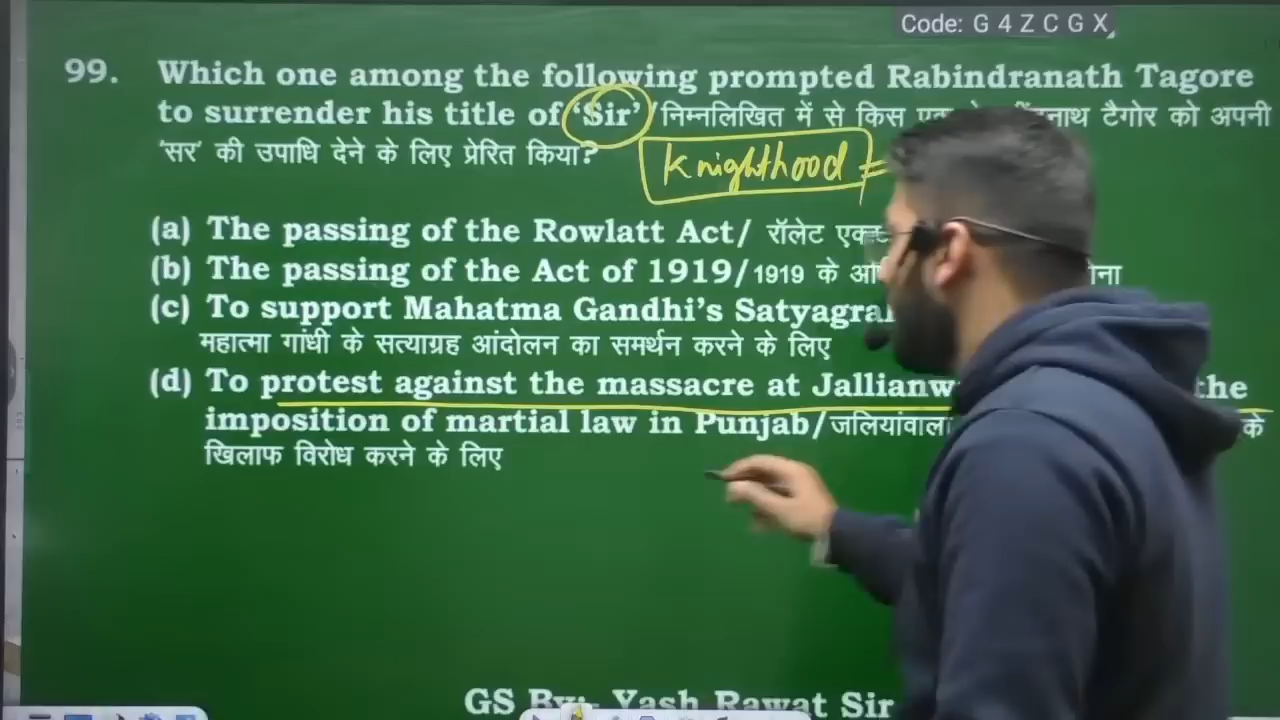 Code: G 4 Z C G X
99. Which one among the following prompted Rabindranath Tagore
to surrender his title of 'Sir'/निम्नलिखित में से किस टैगोर को अपनी
'सर' की उपाधि देने के लिए प्रेरित किया?
Knighthood =
(a) The passing of the Rowlatt Act/ रॉलेट
(b) The passing of the Act of 1919/1919 के
(c) To support Mahatma Gandhi's
महात्मा गांधी के सत्याग्रह आंदोलन का समर्थन करने के लिए
(d) To protest against the massacre at the
imposition of martial law in Punjab/ के
खिलाफ विरोध करने के लिए
GS By:- Yash Rawat Sir